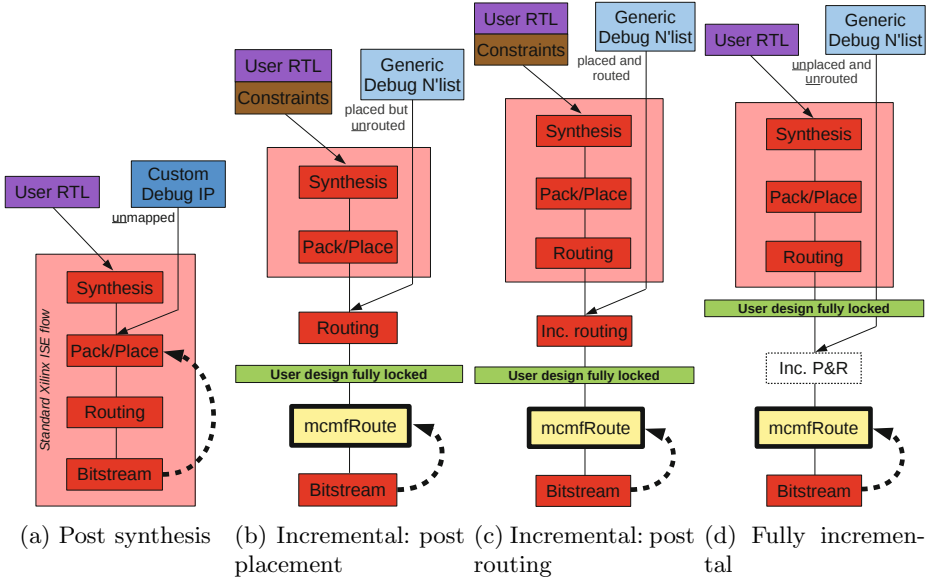 User RTL
Custom
Debug IP
unmapped
Standard Xilinx ISE flow
Synthesis
Pack/Place
Routing
Bitstream
(a) Post synthesis
User RTL
Constraints
Generic
Debug N'list
placed but
unrouted
Synthesis
Pack/Place
Routing
User design fully locked
mcmfRoute
Bitstream
(b) Incremental: post
placement
User RTL
Constraints
Generic
Debug N'list
placed and
routed
Synthesis
Pack/Place
Routing
Inc. routing
User design fully locked
mcmfRoute
Bitstream
(c) Incremental: post
routing
User RTL
Generic
Debug N'list
unplaced and
unrouted
Synthesis
Pack/Place
Routing
User design fully locked
Inc. P&R
mcmfRoute
Bitstream
(d) Fully incremen-
tal